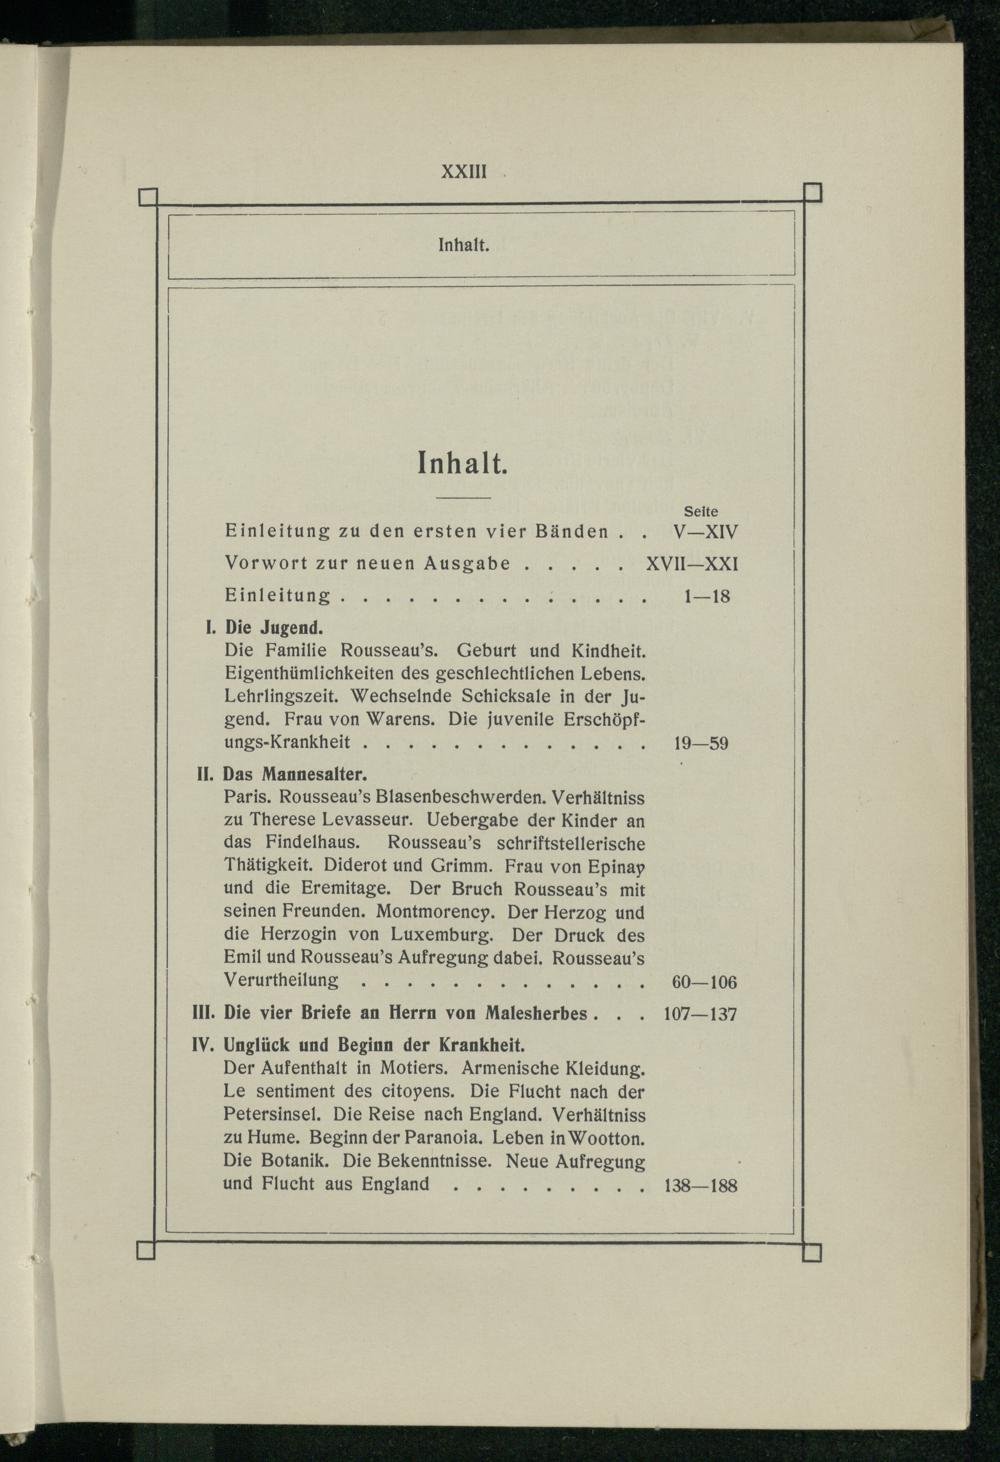 XXIII
Inhalt.
Inhalt.
Seite
Einleitung zu den ersten vier Bänden . . V—XIV
Vorwort zur neuen Ausgabe . . . . . XVII—XXI
Einleitung . . . . . . . . . . . . . . 1—18
I. Die Jugend.
Die Familie Rousseau's. Geburt und Kindheit.
Eigenthümlichkeiten des geschlechtlichen Lebens.
Lehrlingszeit. Wechselnde Schicksale in der Ju-
gend. Frau von Warens. Die juvenile Erschöpf-
ungs-Krankheit . . . . . . . . . . . . . 19—59
II. Das Mannesalter.
Paris. Rousseau's Blasenbeschwerden. Verhältniss
zu Therese Levasseur. Uebergabe der Kinder an
das Findelhaus. Rousseau's schriftstellerische
Thätigkeit. Diderot und Grimm. Frau von Epinay
und die Eremitage. Der Bruch Rousseau's mit
seinen Freunden. Montmorency. Der Herzog und
die Herzogin von Luxemburg. Der Druck des
Emil und Rousseau's Aufregung dabei. Rousseau's
Verurtheilung . . . . . . . . . . . . . 60—106
III. Die vier Briefe an Herrn von Malesherbes . . . 107—137
IV. Unglück und Beginn der Krankheit.
Der Aufenthalt in Motiers. Armenische Kleidung.
Le sentiment des citoyens. Die Flucht nach der
Petersinsel. Die Reise nach England. Verhältniss
zu Hume. Beginn der Paranoia. Leben in Wootton.
Die Botanik. Die Bekenntnisse. Neue Aufregung
und Flucht aus England . . . . . . . . . 138—188